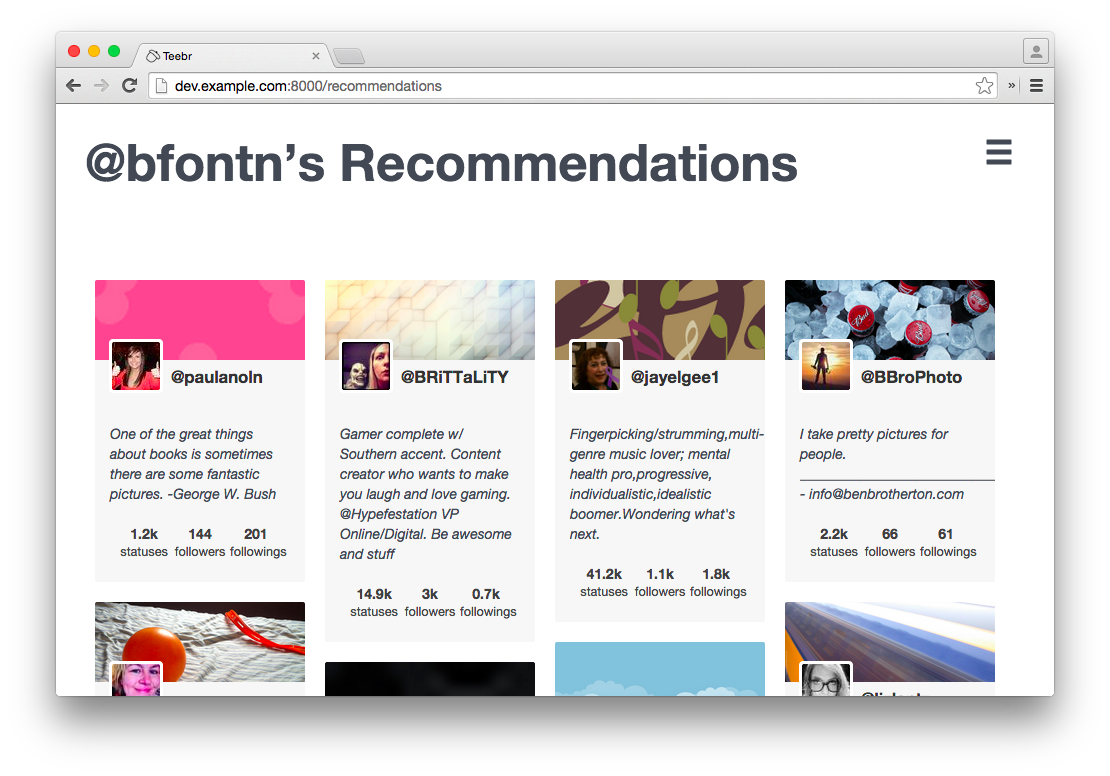 Teebr
dev.example.com:8000/recommendations
@bfontn’s Recommendations
@paulanoln
One of the great things
about books is sometimes
there are some fantastic
pictures. -George W. Bush
1.2k 144 201
statuses followers followings
@BRiTTaLiTY
Gamer complete w/
Southern accent. Content
creator who wants to make
you laugh and love gaming.
@Hypefestation VP
Online/Digital. Be awesome
and stuff
14.9k 3k 0.7k
statuses followers followings
@jayelgee1
Fingerpicking/strumming,multi-
genre music lover; mental
health pro,progressive,
individualistic,idealistic
boomer.Wondering what's
next.
41.2k 1.1k 1.8k
statuses followers followings
@BBroPhoto
I take pretty pictures for
people.
- info@benbrotherton.com
2.2k 66 61
statuses followers followings